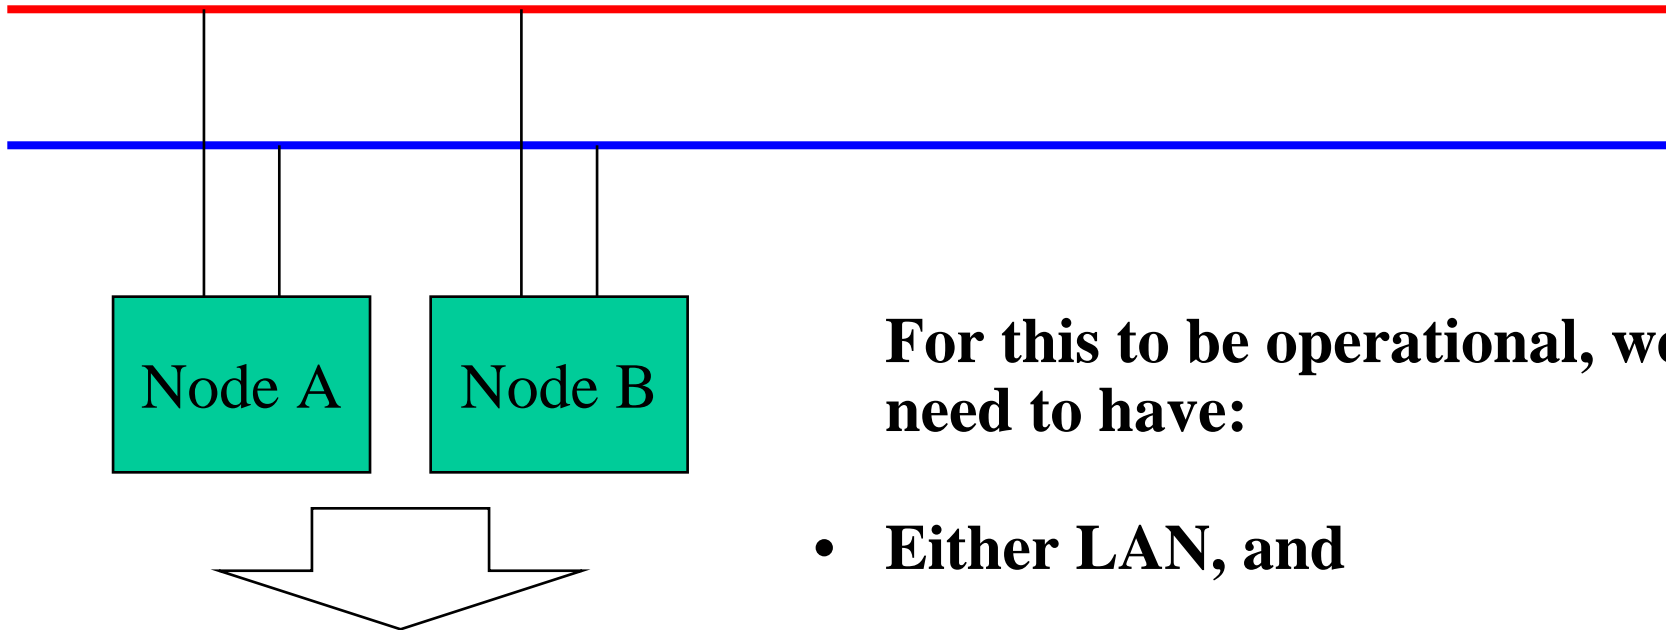 Node A
Node B
For this to be operational, we
need to have:
• Either LAN, and